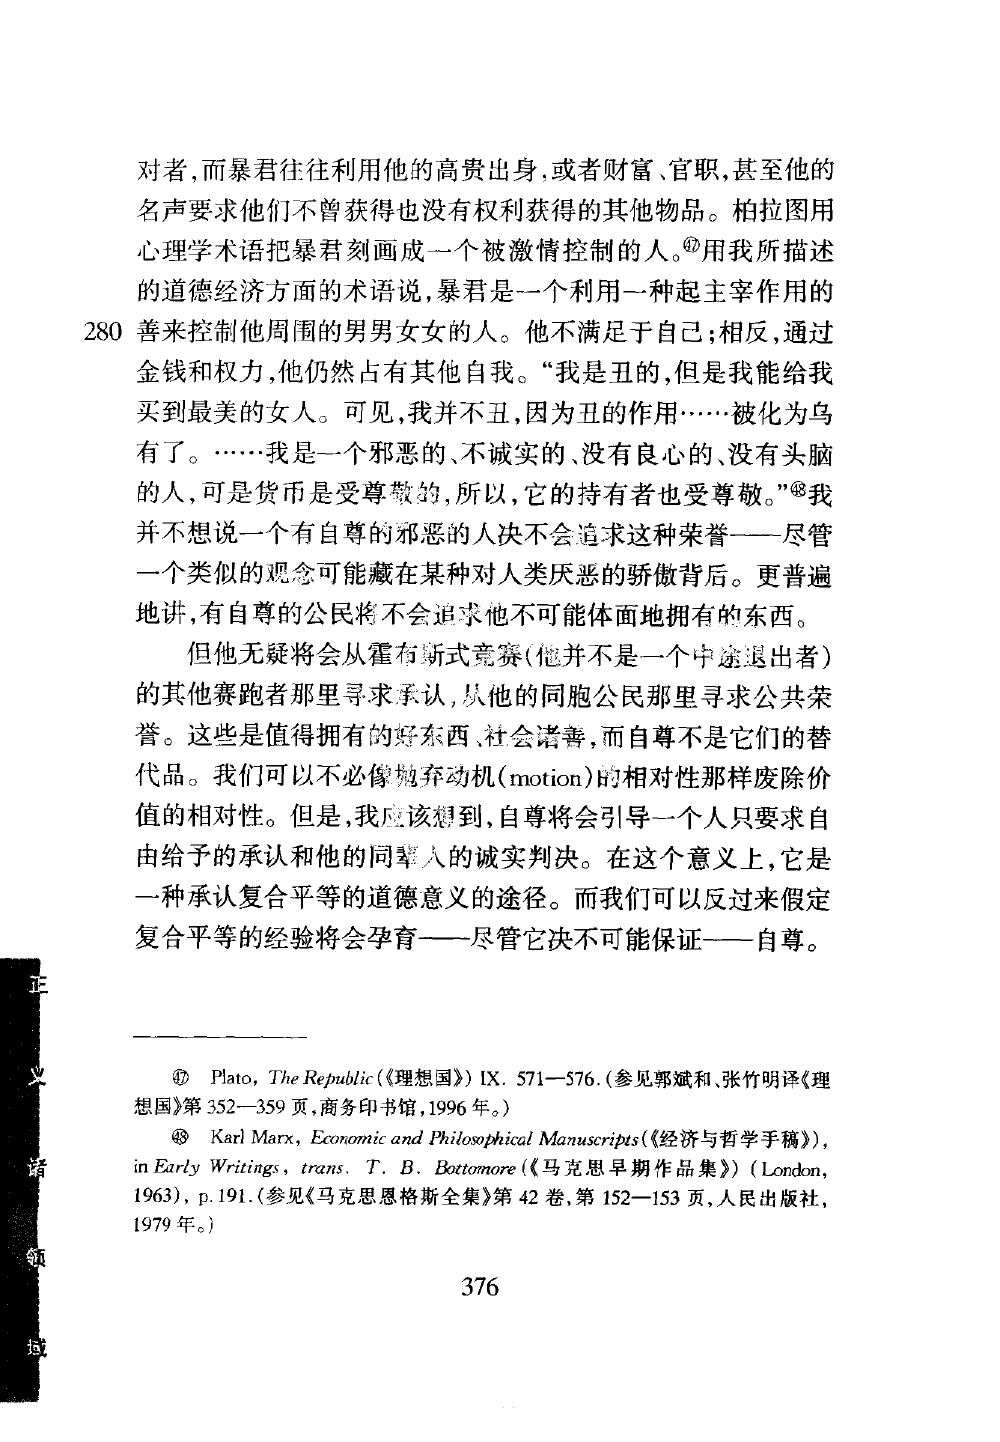 对者,而暴君往往利用他的高贵出身,或者财富、官职,甚至他的
名声要求他们不曾获得也没有权利获得的其他物品。柏拉图用
心理学术语把暴君刻画成一个被激情控制的人。㊼用我所描述
的道德经济方面的术语说,暴君是一个利用一种起主宰作用的
280 善来控制他周围的男男女女的人。他不满足于自己;相反,通过
金钱和权力,他仍然占有其他自我。“我是丑的,但是我能给我
买到最美的女人。可见,我并不丑,因为丑的作用……被化为乌
有了。……我是一个邪恶的、不诚实的、没有良心的、没有头脑
的人,可是货币是受尊敬的,所以,它的持有者也受尊敬。”㊽我
并不想说一个有自尊的邪恶的人决不会追求这种荣誉——尽管
一个类似的观念可能藏在某种对人类厌恶的骄傲背后。更普遍
地讲,有自尊的公民将不会追求他不可能体面地拥有的东西。
但他无疑将会从霍布斯式竞赛(他并不是一个中途退出者)
的其他赛跑者那里寻求承认,从他的同胞公民那里寻求公共荣
誉。这些是值得拥有的好东西、社会诸善,而自尊不是它们的替
代品。我们可以不必像抛弃动机(motion)的相对性那样废除价
值的相对性。但是,我应该想到,自尊将会引导一个人只要求自
由给予的承认和他的同辈人的诚实判决。在这个意义上,它是
一种承认复合平等的道德意义的途径。而我们可以反过来假定
复合平等的经验将会孕育——尽管它决不可能保证——自尊。
㊼ Plato, The Republic(《理想国》) IX. 571—576.(参见郭斌和、张竹明译《理
想国》第 352—359 页,商务印书馆,1996 年。)
㊽ Karl Marx, Economic and Philosophical Manuscripts(《经济与哲学手稿》),
in Early Writings, trans. T. B. Bottomore(《马克思早期作品集》) (London,
1963), p.191.(参见《马克思恩格斯全集》第 42 卷,第 152—153 页,人民出版社,
1979 年。)
376
正
义
诸
领
域